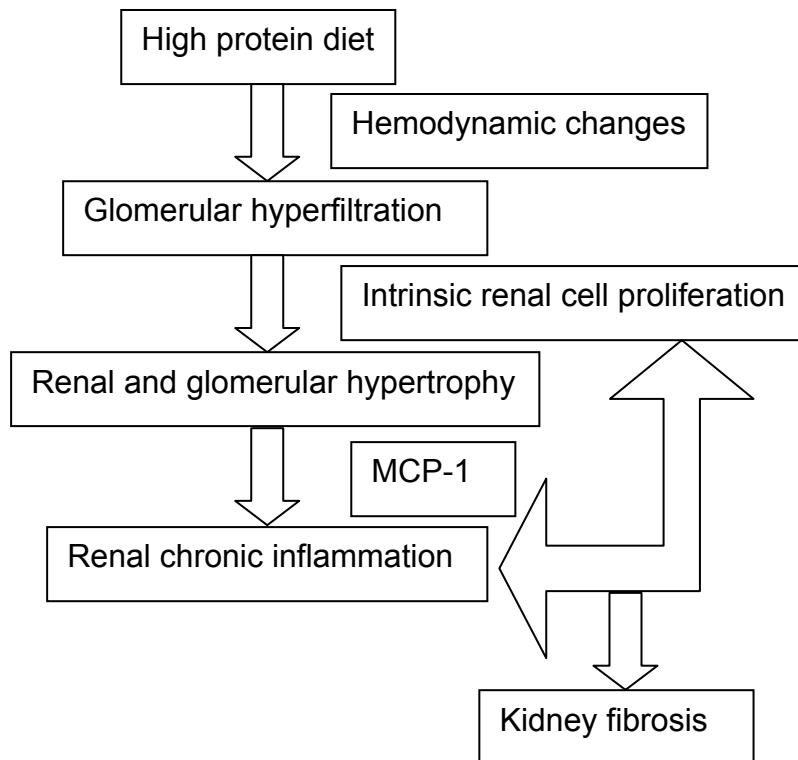 High protein diet
Hemodynamic changes
Glomerular hyperfiltration
Intrinsic renal cell proliferation
Renal and glomerular hypertrophy
MCP-1
Renal chronic inflammation
Kidney fibrosis